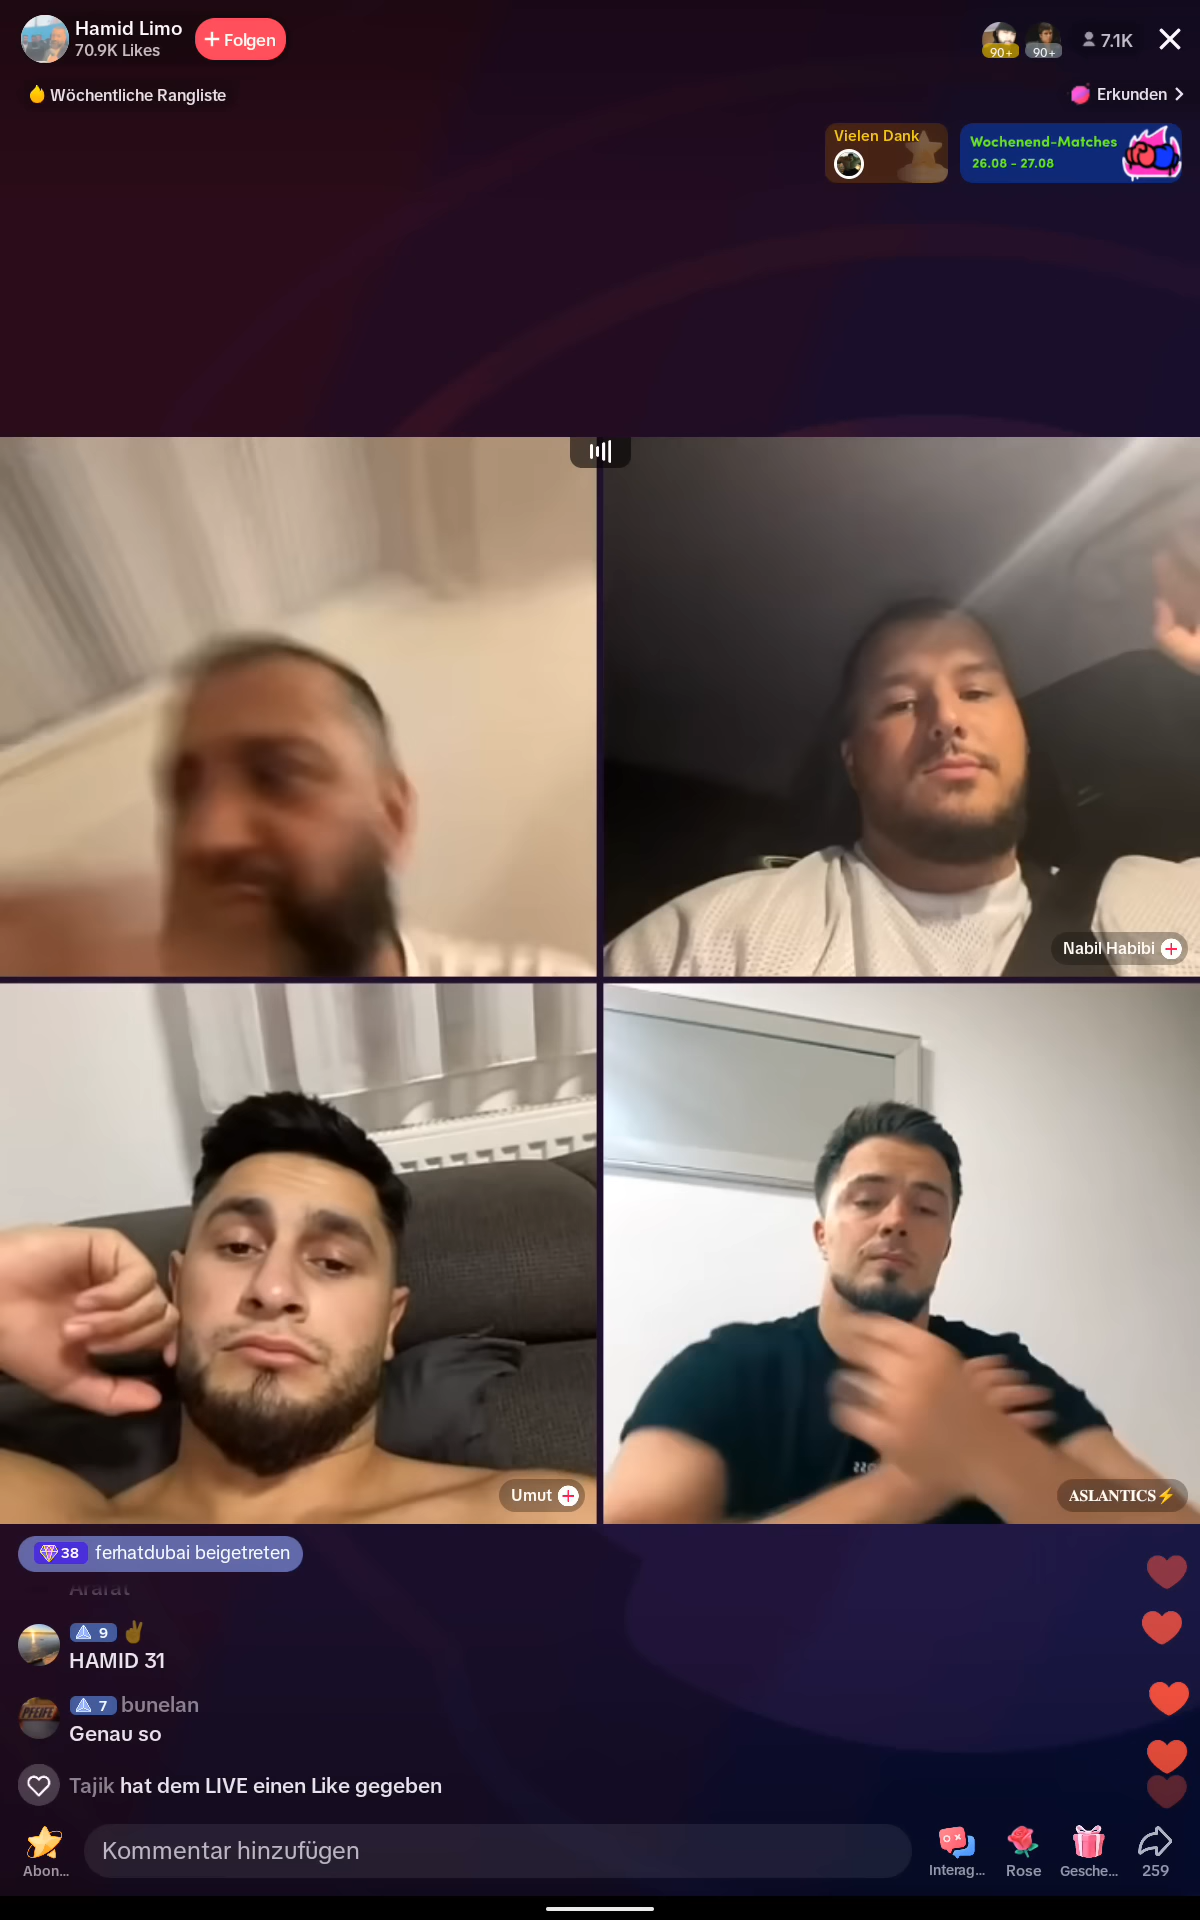 Hamid Limo
70.9K Likes
+ Folgen
90+
90+
7.1K
Wöchentliche Rangliste
Erkunden
Vielen Dank
Wochenend-Matches
26.08 - 27.08
Nabil Habibi
Umut
ASLANTICS⚡
38 ferhatdubai beigetreten
Ararat
9 ✌
HAMID 31
7 bunelan
Genau so
Tajik hat dem LIVE einen Like gegeben
Abon...
Kommentar hinzufügen
Interag...
Rose
Gesche...
259